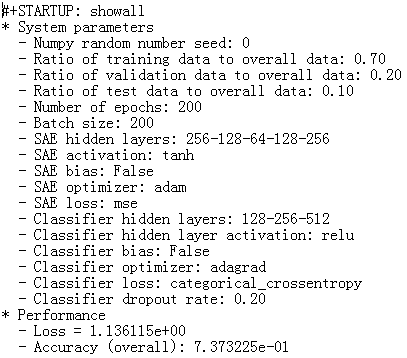 #+STARTUP: showall
* System parameters
- Numpy random number seed: 0
- Ratio of training data to overall data: 0.70
- Ratio of validation data to overall data: 0.20
- Ratio of test data to overall data: 0.10
- Number of epochs: 200
- Batch size: 200
- SAE hidden layers: 256-128-64-128-256
- SAE activation: tanh
- SAE bias: False
- SAE optimizer: adam
- SAE loss: mse
- Classifier hidden layers: 128-256-512
- Classifier hidden layer activation: relu
- Classifier bias: False
- Classifier optimizer: adagrad
- Classifier loss: categorical_crossentropy
- Classifier dropout rate: 0.20
* Performance
- Loss = 1.136115e+00
- Accuracy (overall): 7.373225e-01